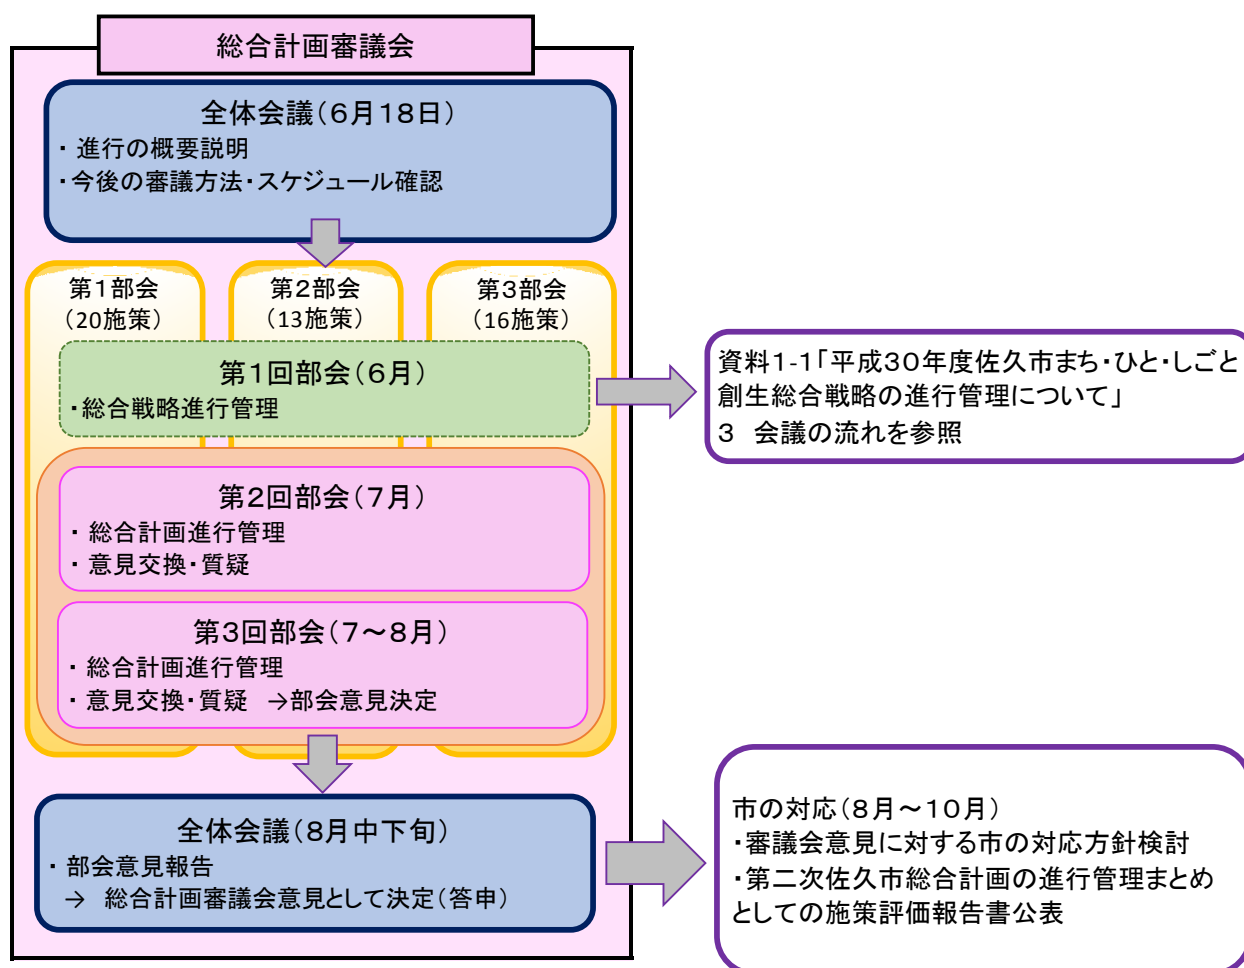 総合計画審議会
全体会議(6月18日)
・ 進行の概要説明
・今後の審議方法・スケジュール確認
第1部会
(20施策)
第2部会
(13施策)
第3部会
(16施策)
第1回部会(6月)
・総合戦略進行管理
資料1-1「平成30年度佐久市まち・ひと・しごと
創生総合戦略の進行管理について」
3 会議の流れを参照
第2回部会(7月)
・ 総合計画進行管理
・ 意見交換・質疑
第3回部会(7~8月)
・ 総合計画進行管理
・ 意見交換・質疑 →部会意見決定
全体会議(8月中下旬)
・ 部会意見報告
→ 総合計画審議会意見として決定(答申)
市の対応(8月~10月)
・審議会意見に対する市の対応方針検討
・第二次佐久市総合計画の進行管理まとめ
としての施策評価報告書公表